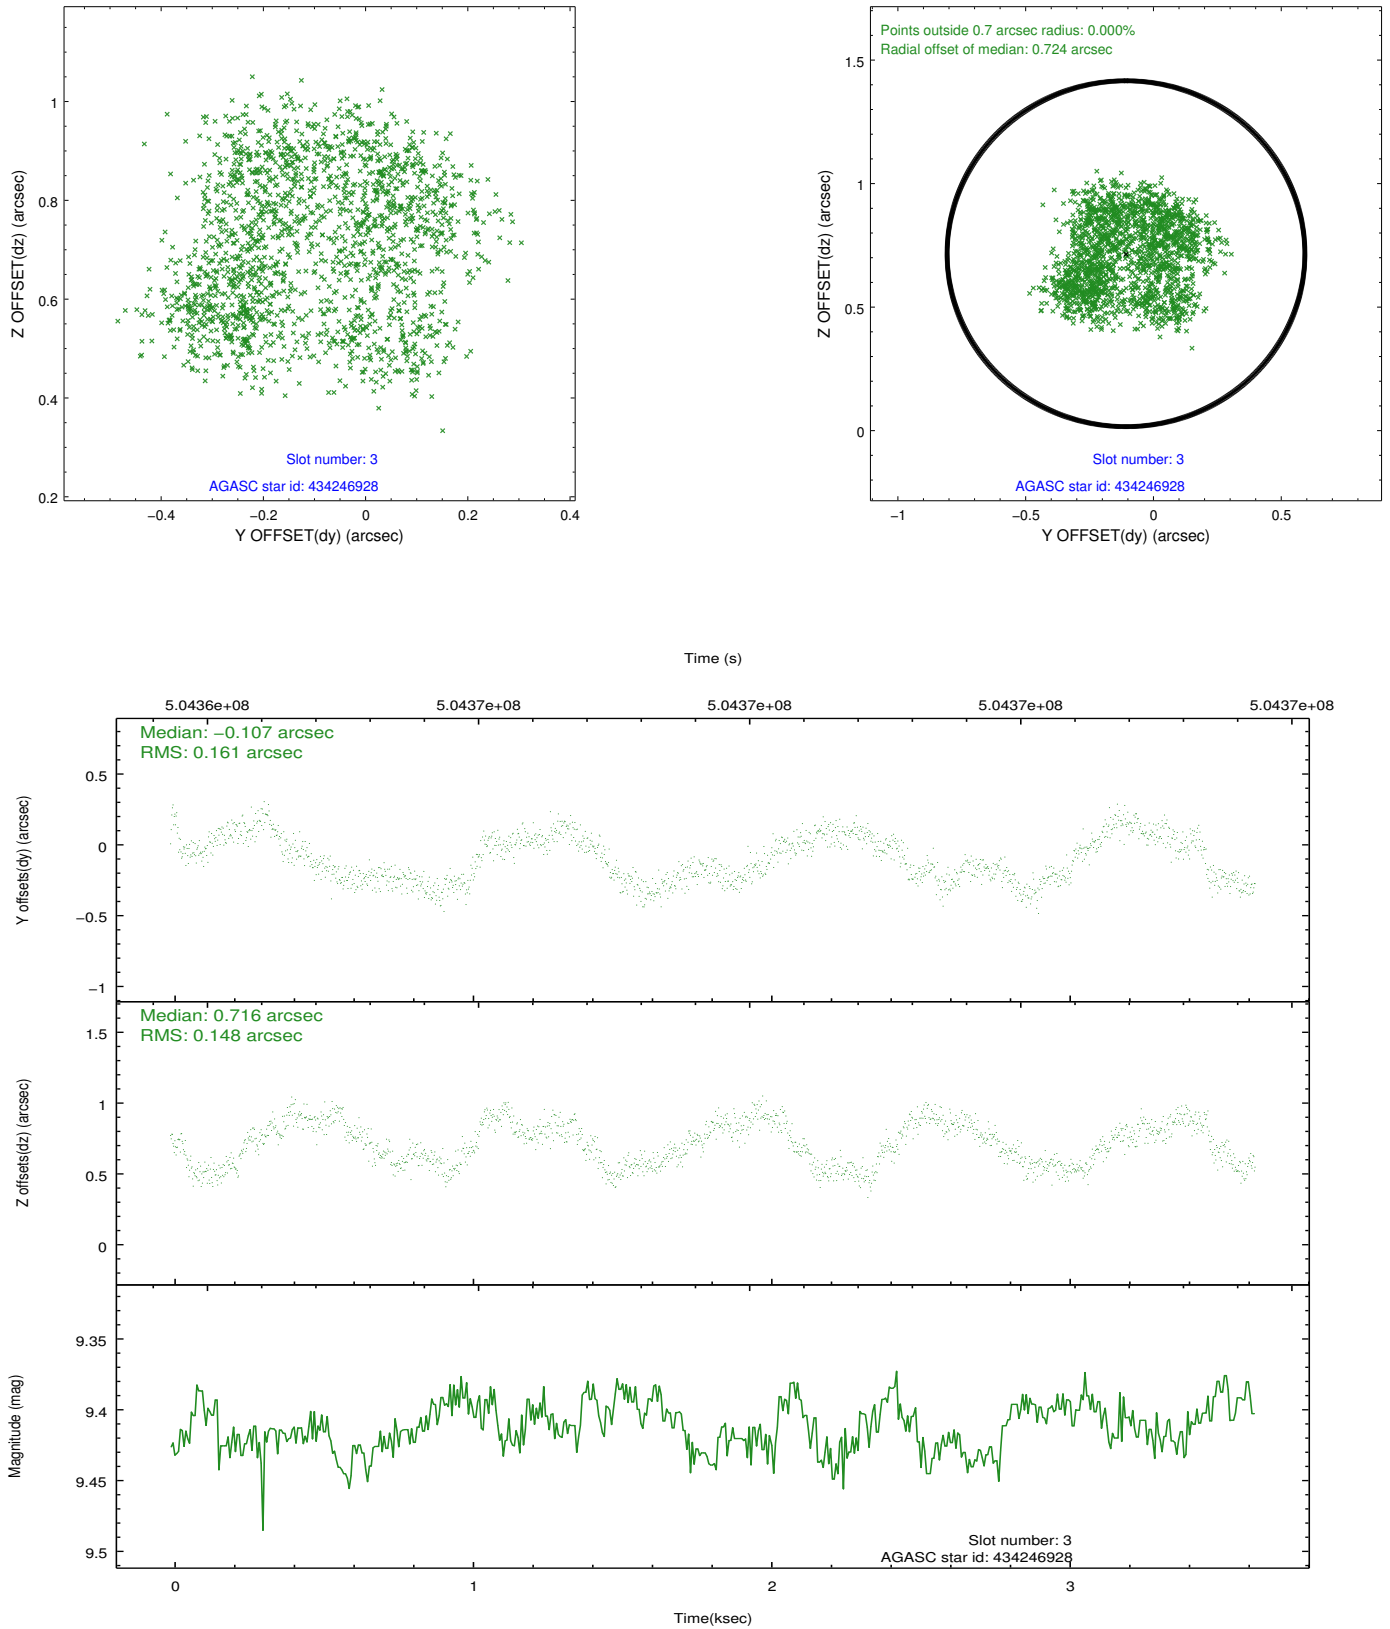 1
0.8
0.6
0.4
0.2
−0.4
−0.2
0
0.2
0.4
Z OFFSET(dz) (arcsec)
Y OFFSET(dy) (arcsec)
Slot number: 3
AGASC star id: 434246928
Points outside 0.7 arcsec radius: 0.000%
Radial offset of median: 0.724 arcsec
1.5
1
0.5
0
−1
−0.5
0
0.5
Z OFFSET(dz) (arcsec)
Y OFFSET(dy) (arcsec)
Slot number: 3
AGASC star id: 434246928
Time (s)
5.0436e+08
5.0437e+08
5.0437e+08
5.0437e+08
5.0437e+08
Median: −0.107 arcsec
RMS: 0.161 arcsec
0.5
0
−0.5
−1
Y offsets(dy) (arcsec)
Median: 0.716 arcsec
RMS: 0.148 arcsec
1.5
1
0.5
0
Z offsets(dz) (arcsec)
9.35
9.4
9.45
9.5
Magnitude (mag)
Slot number: 3
AGASC star id: 434246928
0
1
2
3
Time(ksec)